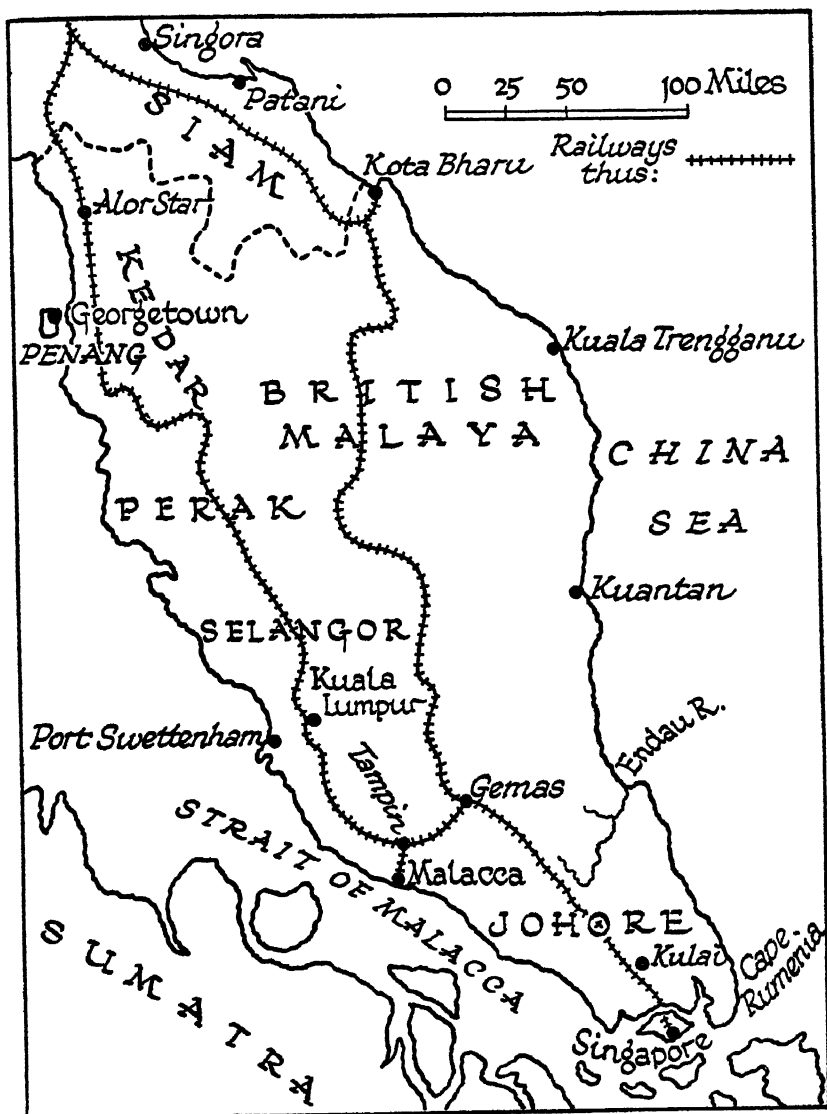 Singora
Patani
0 25 50 100 Miles
Railways
thus:
SIAM
Kota Bharu
Alor Star
KEDAR
Georgetown
PENANG
Kuala Trengganu
BRITISH
MALAYA
CHINA
SEA
PERAK
Kuantan
SELANGOR
Kuala
Lumpur
Port Swettenham
Endau R.
Tampin
Gemas
STRAIT OF MALACCA
Malacca
JOHORE
Kulai
Cape
Rumenia
SUMATRA
Singapore